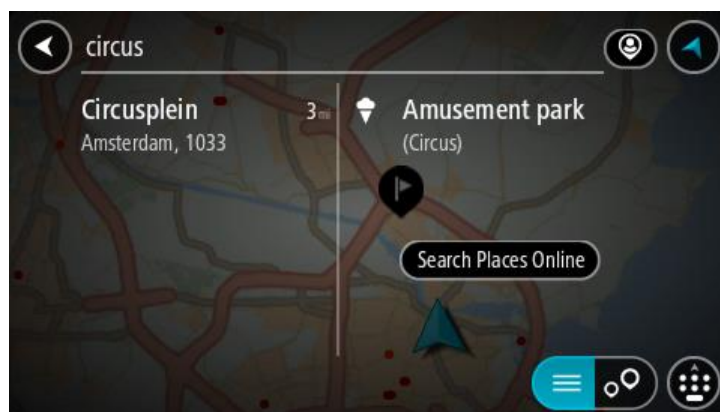 circus
Circusplein 3 mi
Amsterdam, 1033
Amusement park
(Circus)
Search Places Online